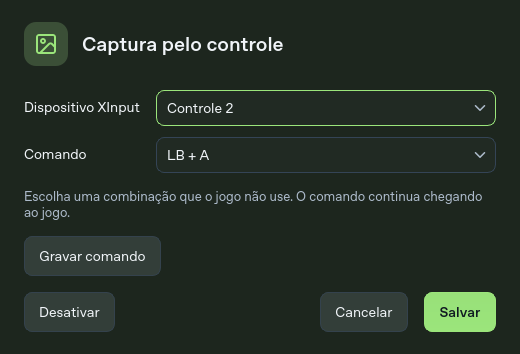 Captura pelo controle
Dispositivo XInput
Controle 2
Comando
LB + A
Escolha uma combinação que o jogo não use. O comando continua chegando
ao jogo.
Gravar comando
Desativar
Cancelar
Salvar